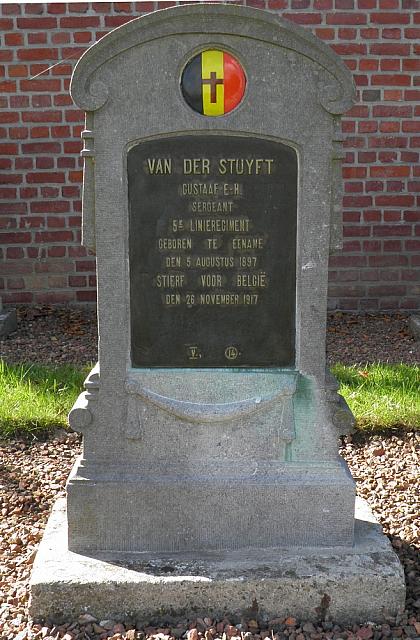 VAN DER STUYFT
GUSTAAF E-H
SERGEANT
5E LINIEREGIMENT
GEBOREN TE EENAME
DEN 5 AUGUSTUS 1897
STIERF VOOR BELGIË
DEN 26 NOVEMBER 1917
V. 14